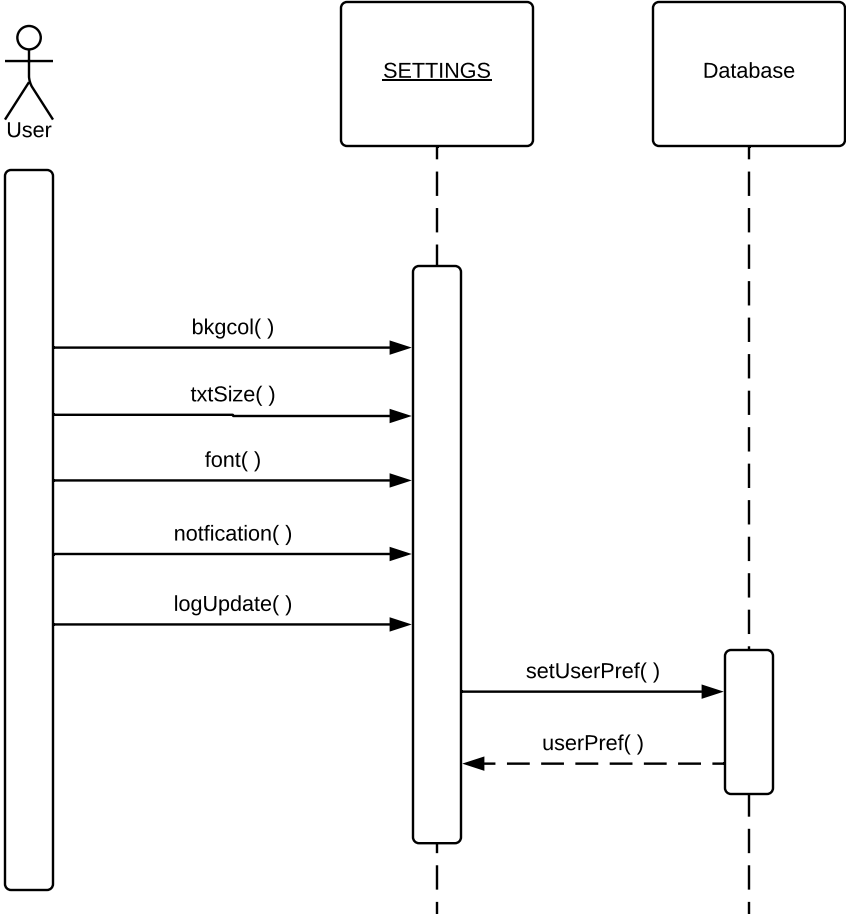 SETTINGS
Database
User
bkgcol( )
txtSize( )
font( )
notfication( )
logUpdate( )
setUserPref( )
userPref( )